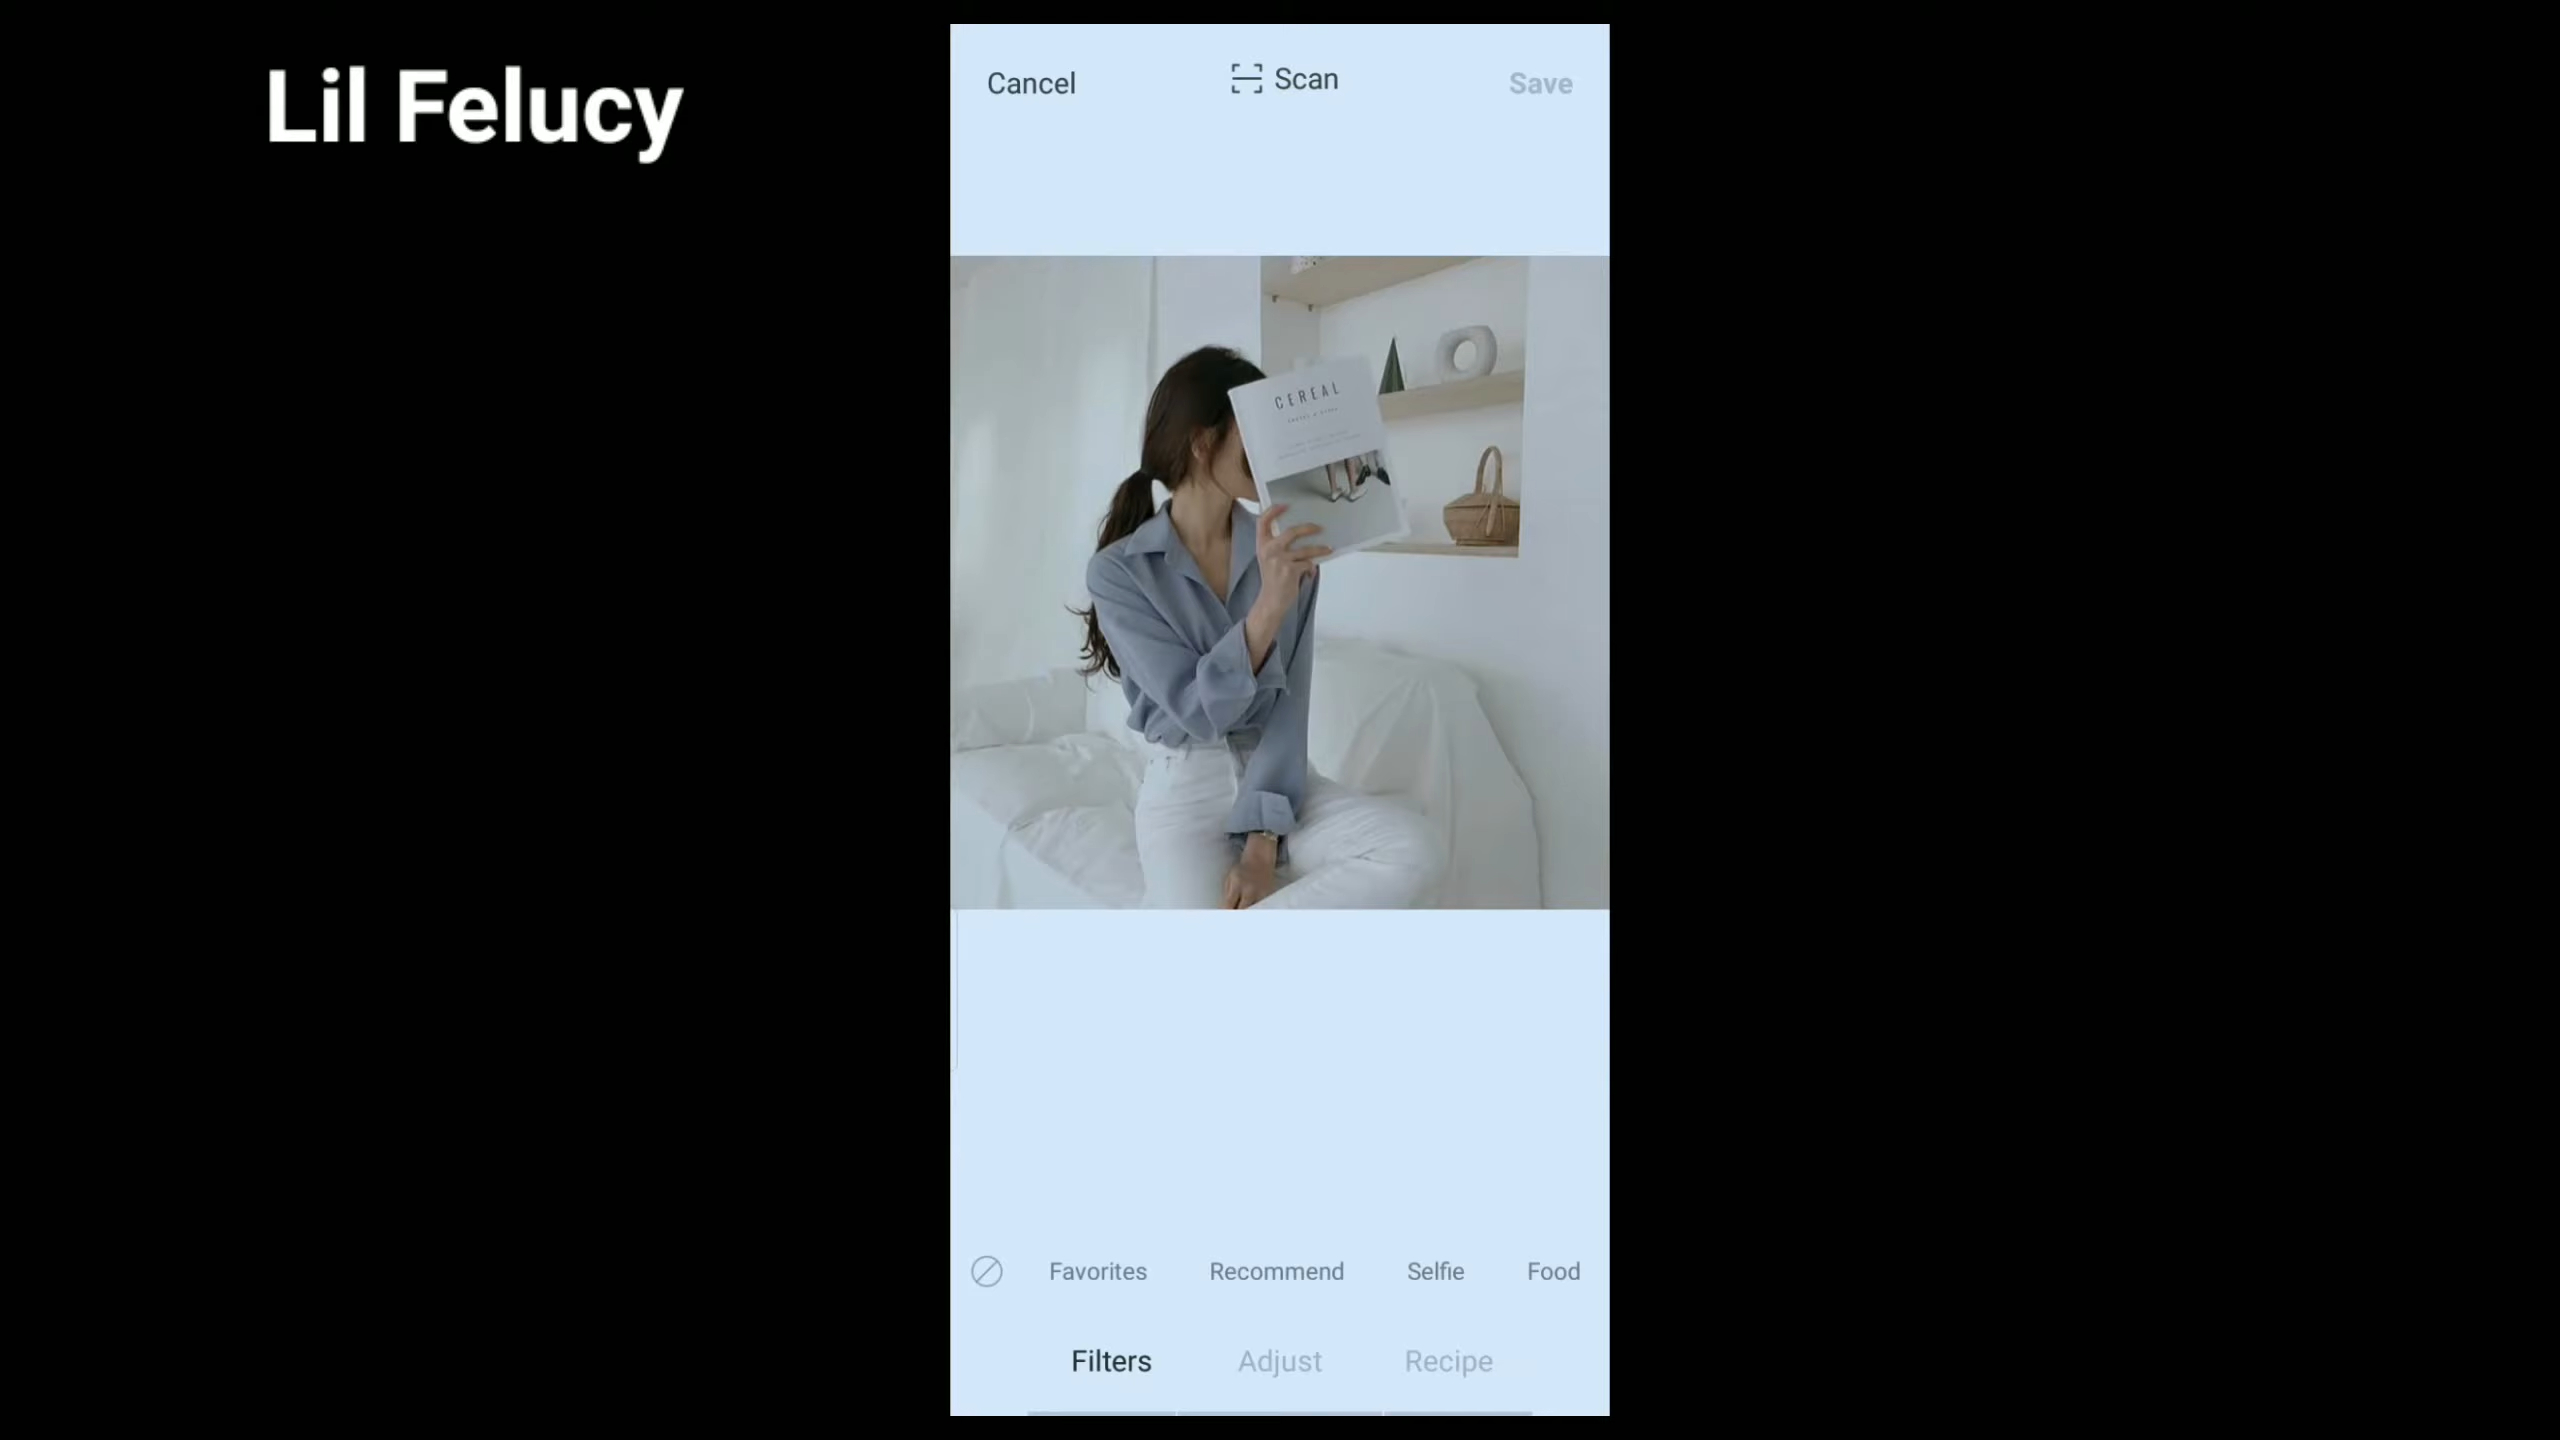 Lil Felucy
Cancel
Scan
Save
CEREAL
Favorites
Recommend
Selfie
Food
Filters
Adjust
Recipe